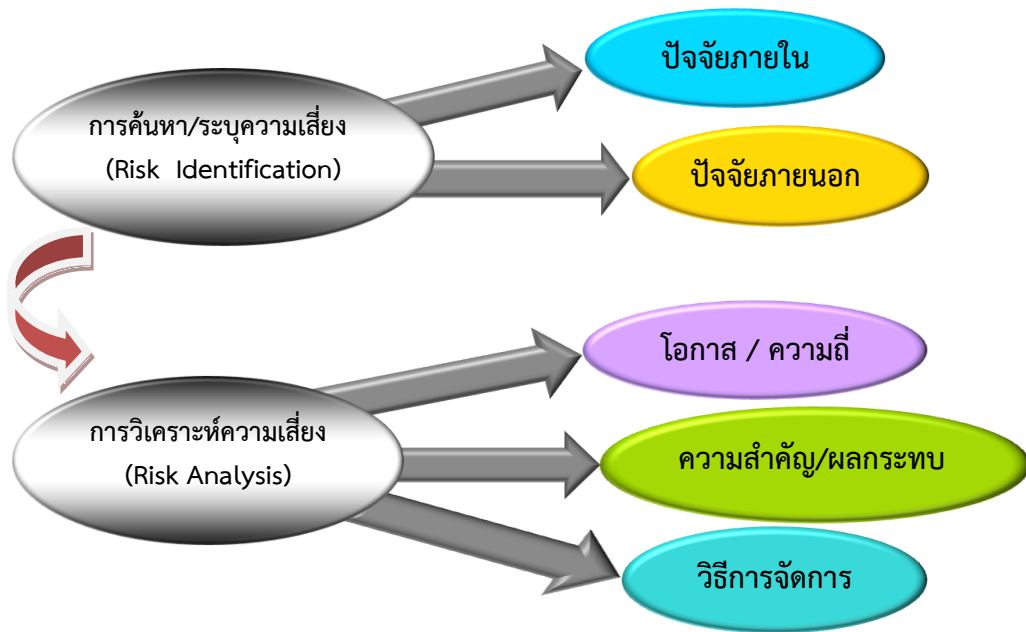 การค้นหา/ระบุความเสี่ยง
(Risk Identification)
ปัจจัยภายใน
ปัจจัยภายนอก
การวิเคราะห์ความเสี่ยง
(Risk Analysis)
โอกาส / ความถี่
ความสำคัญ/ผลกระทบ
วิธีการจัดการ